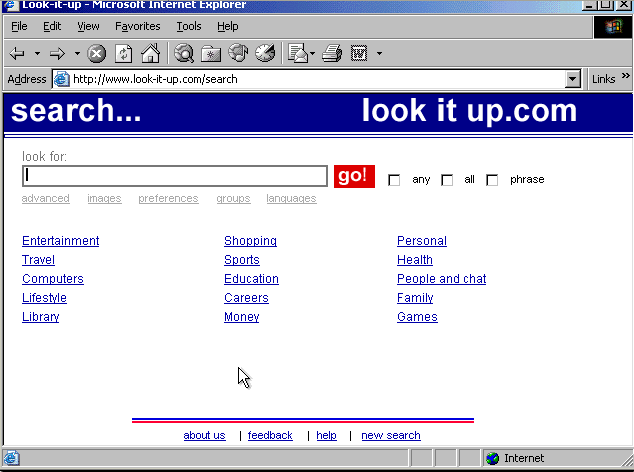 Look-it-up - Microsoft Internet Explorer
File Edit View Favorites Tools Help
Address http://www.look-it-up.com/search Links »
search... look it up.com
look for:
go! any all phrase
advanced images preferences groups languages
Entertainment Shopping Personal
Travel Sports Health
Computers Education People and chat
Lifestyle Careers Family
Library Money Games
about us | feedback | help | new search
Internet